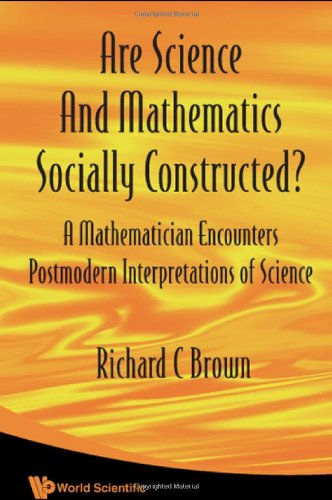 Are Science
And Mathematics
Socially Constructed?
A Mathematician Encounters
Postmodern Interpretations of Science
Richard C Brown
World Scientific